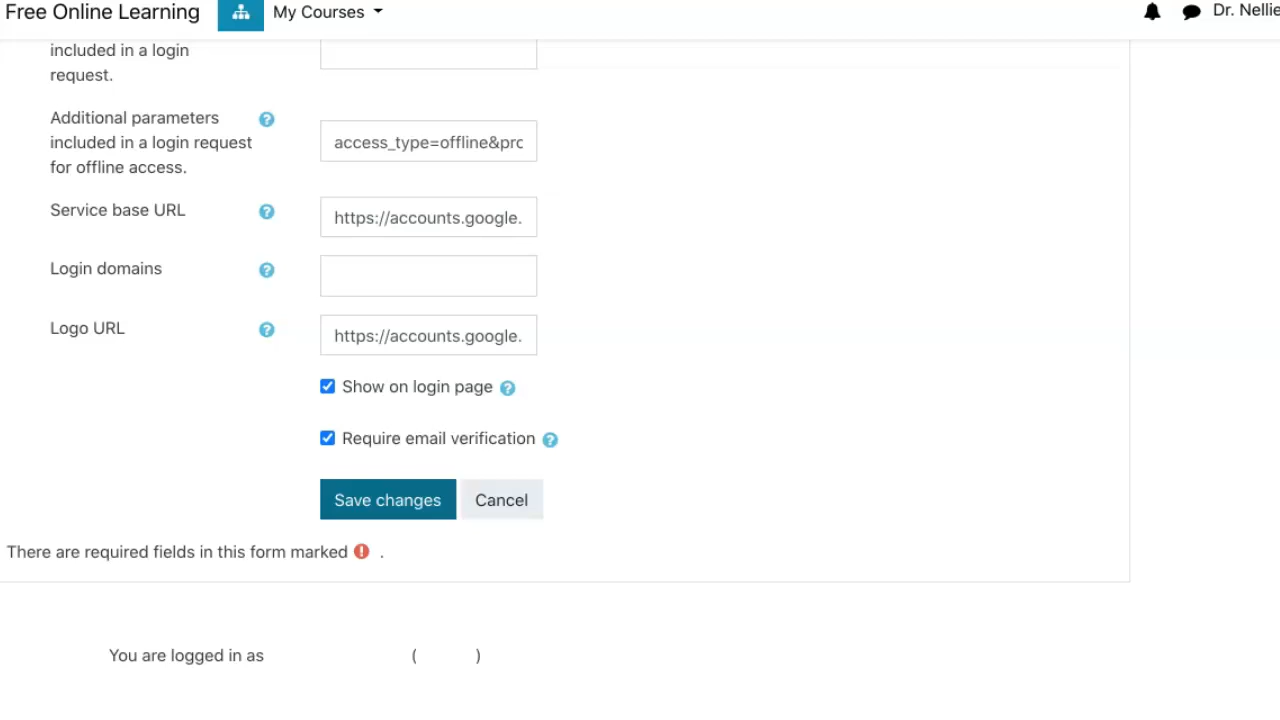 Free Online Learning My Courses Dr. Nellie
included in a login
request.
Additional parameters
included in a login request
for offline access.
access_type=offline&prc
Service base URL
https://accounts.google.
Login domains
Logo URL
https://accounts.google.
Show on login page
Require email verification
Save changes Cancel
There are required fields in this form marked .
You are logged in as ( )